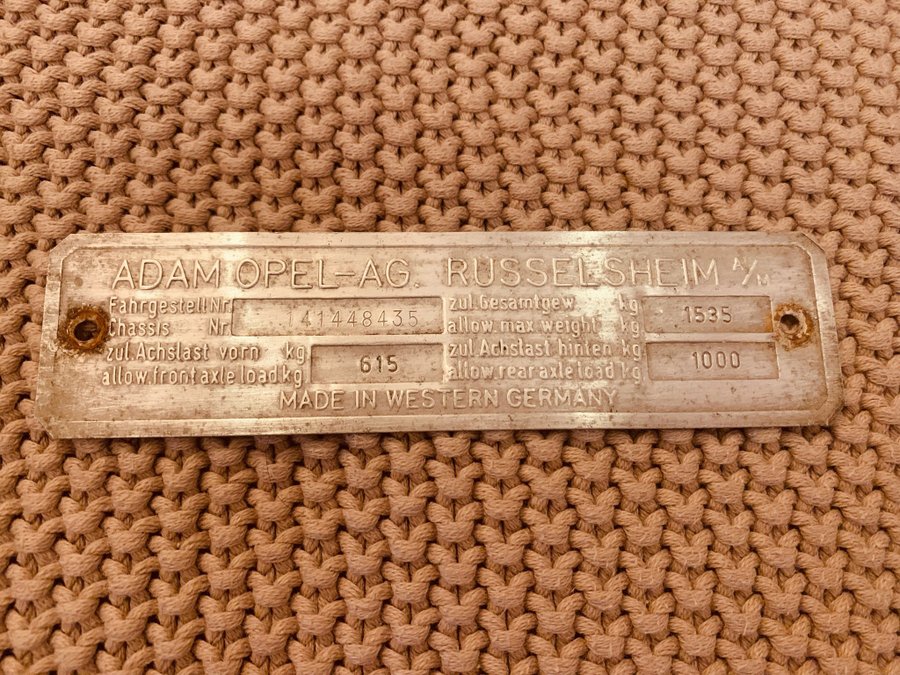 ADAM OPEL-AG. RUSSELSHEIM A/M
Fahrgestell Nr. zul. Gesamtgew. kg
Chassis Nr. 141448435 allow. max weight kg 1535
zul. Achslast vorn kg zul. Achslast hinten kg
allow. front axle load kg 615 allow. rear axle load kg 1000
MADE IN WESTERN GERMANY